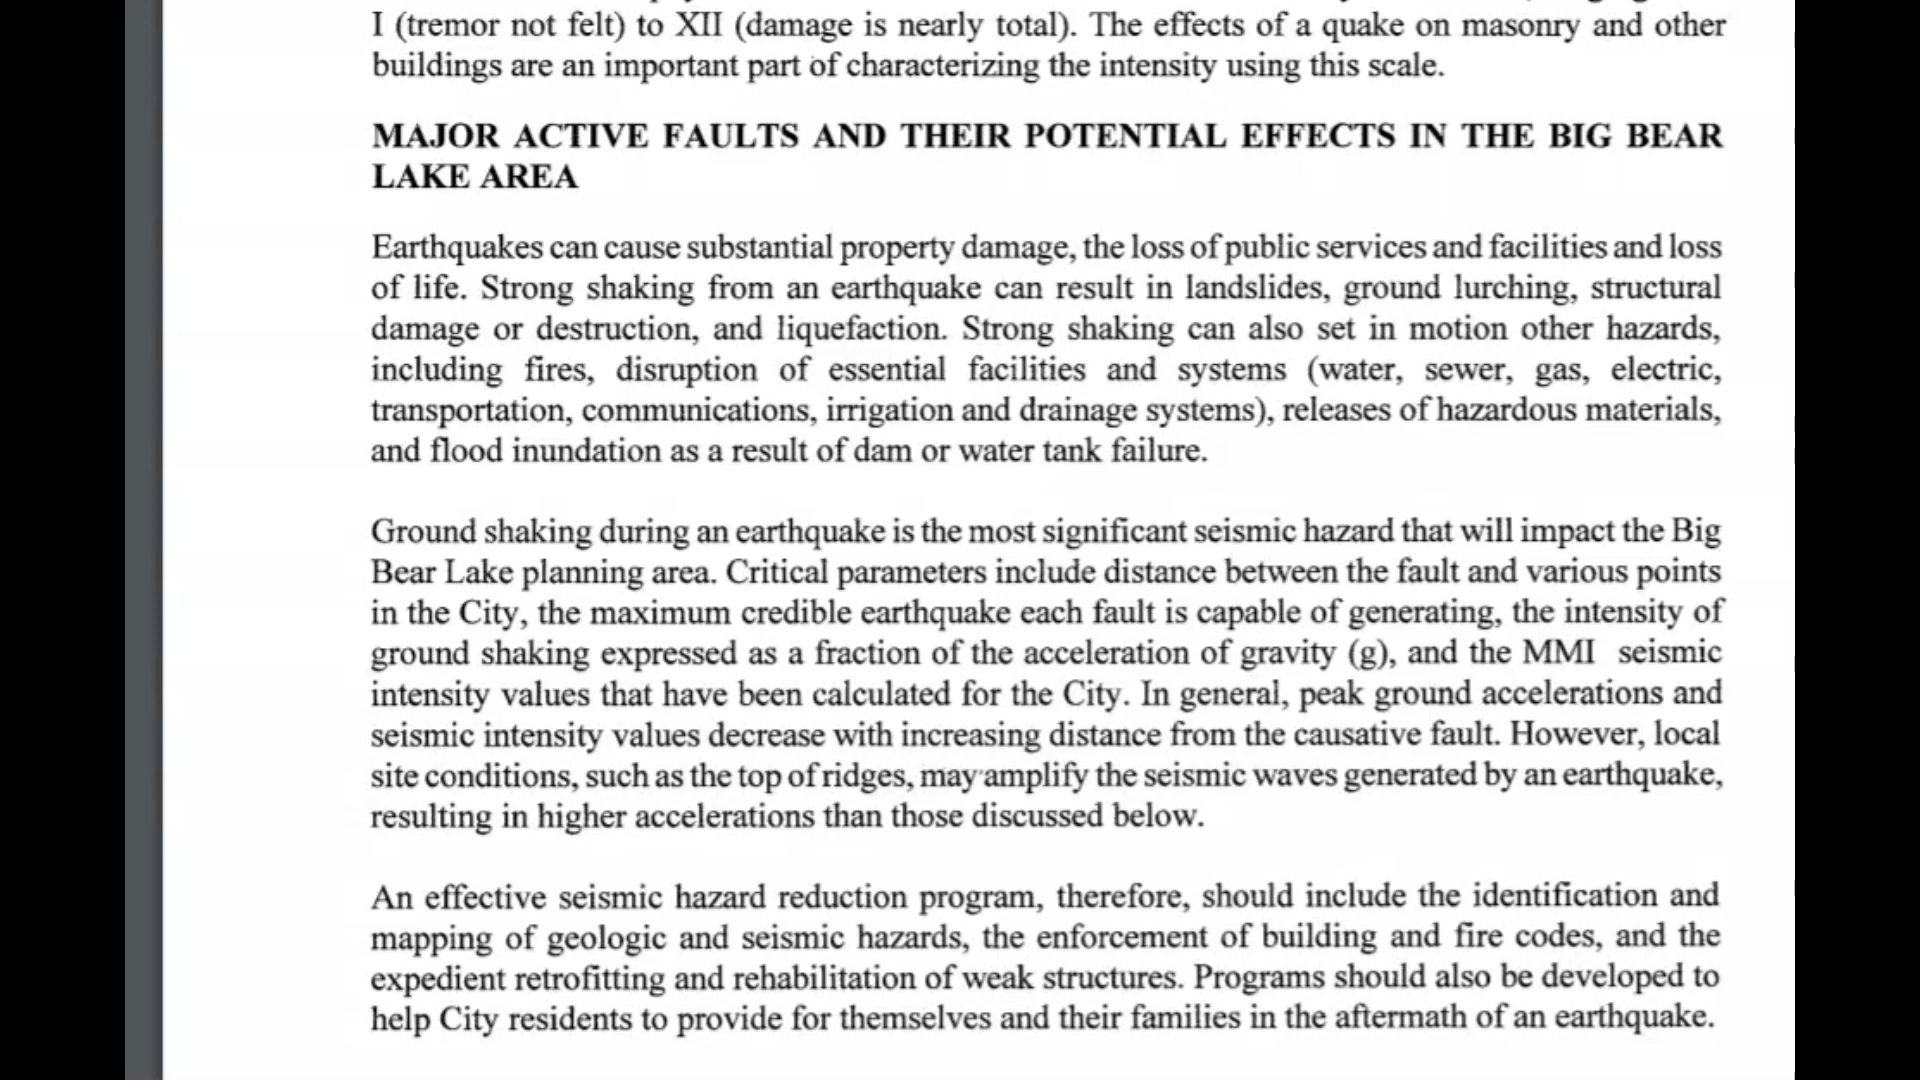 I (tremor not felt) to XII (damage is nearly total). The effects of a quake on masonry and other
buildings are an important part of characterizing the intensity using this scale.
MAJOR ACTIVE FAULTS AND THEIR POTENTIAL EFFECTS IN THE BIG BEAR
LAKE AREA
Earthquakes can cause substantial property damage, the loss of public services and facilities and loss
of life. Strong shaking from an earthquake can result in landslides, ground lurching, structural
damage or destruction, and liquefaction. Strong shaking can also set in motion other hazards,
including fires, disruption of essential facilities and systems (water, sewer, gas, electric,
transportation, communications, irrigation and drainage systems), releases of hazardous materials,
and flood inundation as a result of dam or water tank failure.
Ground shaking during an earthquake is the most significant seismic hazard that will impact the Big
Bear Lake planning area. Critical parameters include distance between the fault and various points
in the City, the maximum credible earthquake each fault is capable of generating, the intensity of
ground shaking expressed as a fraction of the acceleration of gravity (g), and the MMI seismic
intensity values that have been calculated for the City. In general, peak ground accelerations and
seismic intensity values decrease with increasing distance from the causative fault. However, local
site conditions, such as the top of ridges, may amplify the seismic waves generated by an earthquake,
resulting in higher accelerations than those discussed below.
An effective seismic hazard reduction program, therefore, should include the identification and
mapping of geologic and seismic hazards, the enforcement of building and fire codes, and the
expedient retrofitting and rehabilitation of weak structures. Programs should also be developed to
help City residents to provide for themselves and their families in the aftermath of an earthquake.